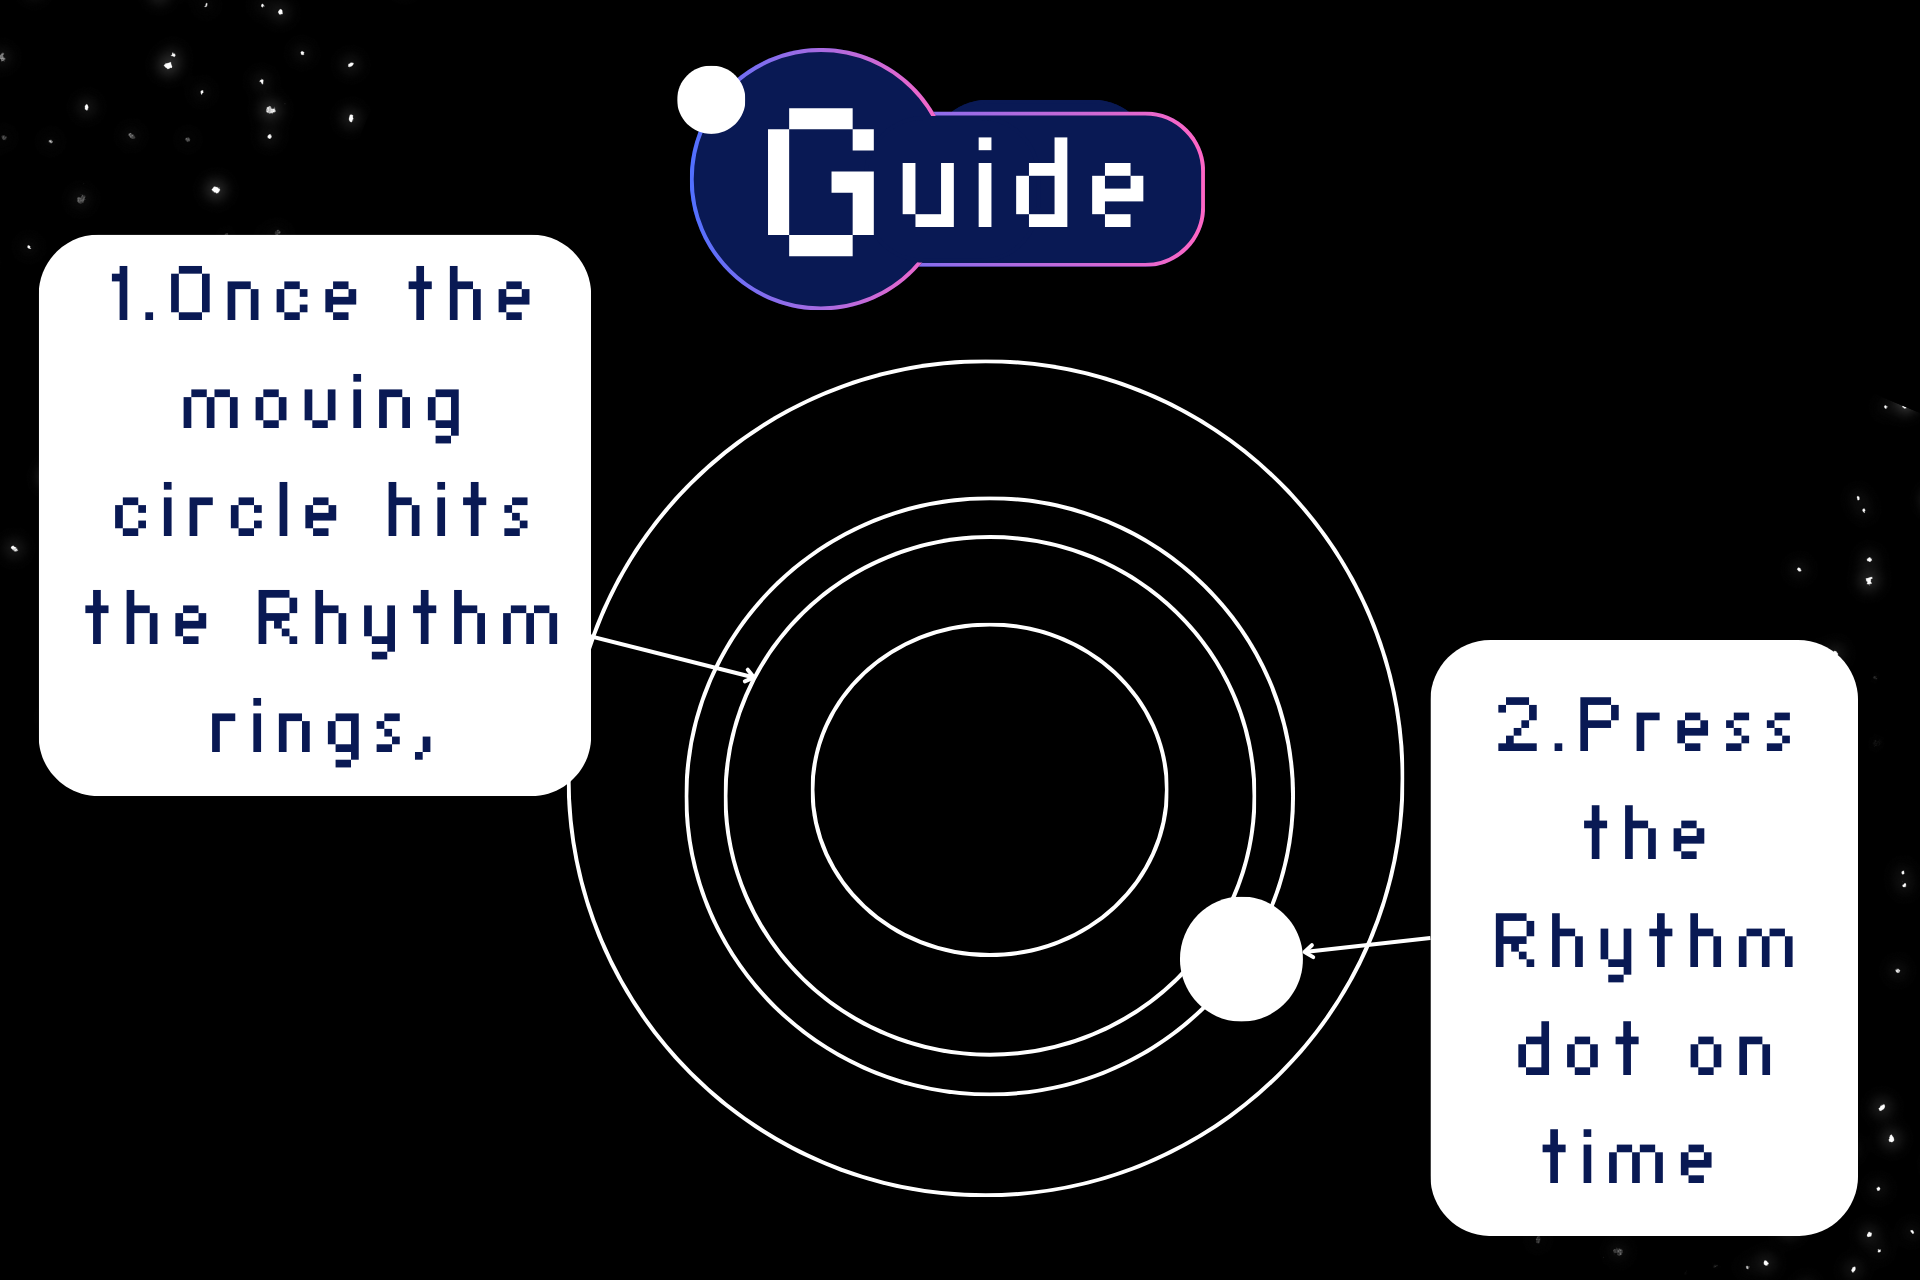 Guide
1.Once the
moving
circle hits
the Rhythm
rings,
2.Press
the
Rhythm
dot on
time